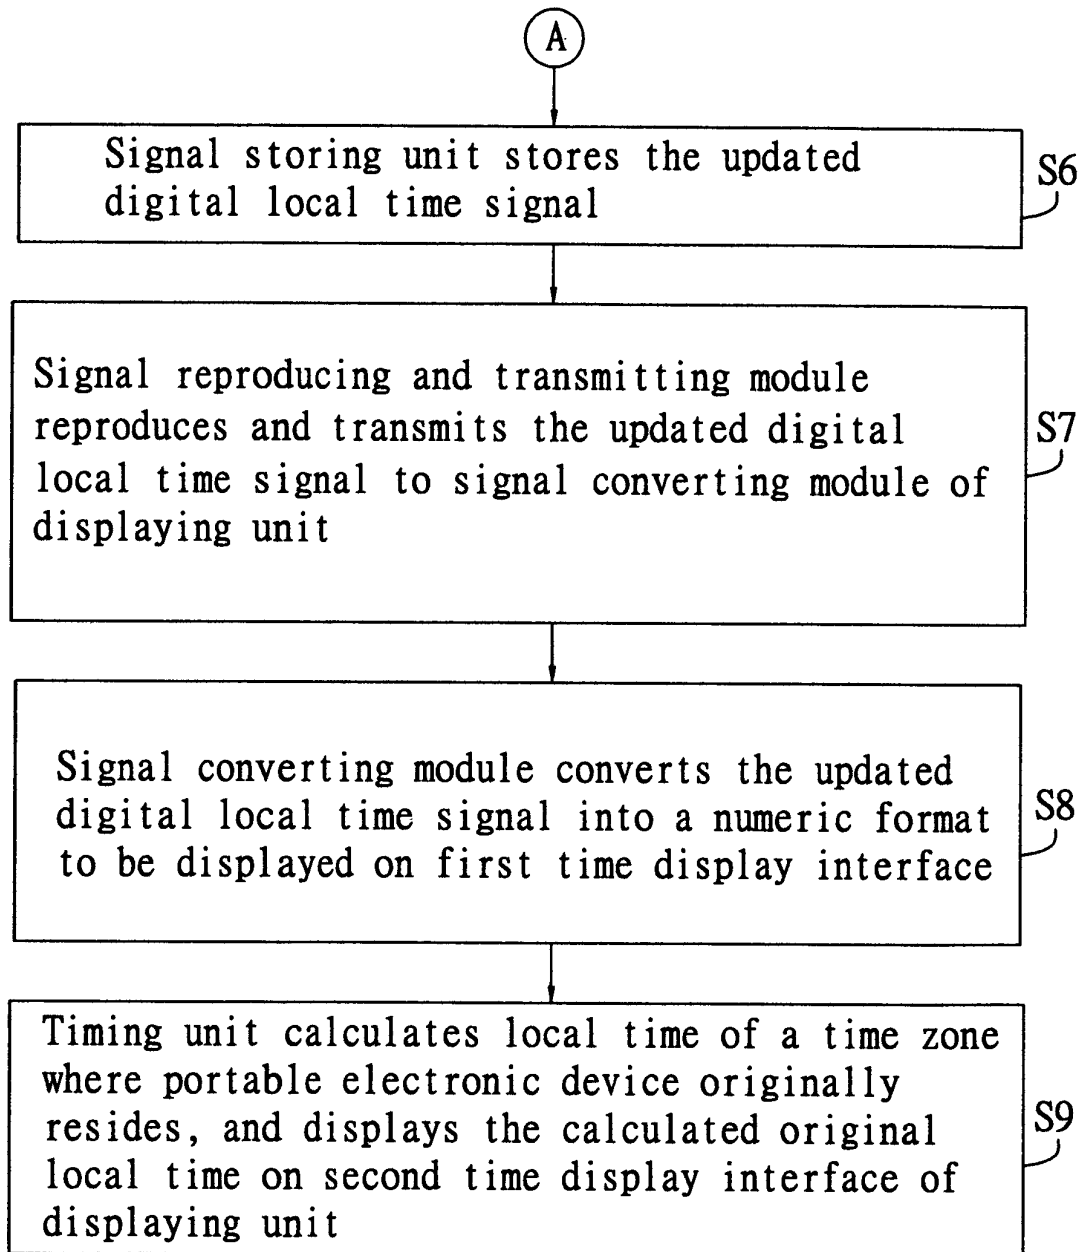 A
Signal storing unit stores the updated
digital local time signal
S6
Signal reproducing and transmitting module
reproduces and transmits the updated digital
local time signal to signal converting module of
displaying unit
S7
Signal converting module converts the updated
digital local time signal into a numeric format
to be displayed on first time display interface
S8
Timing unit calculates local time of a time zone
where portable electronic device originally
resides, and displays the calculated original
local time on second time display interface of
displaying unit
S9